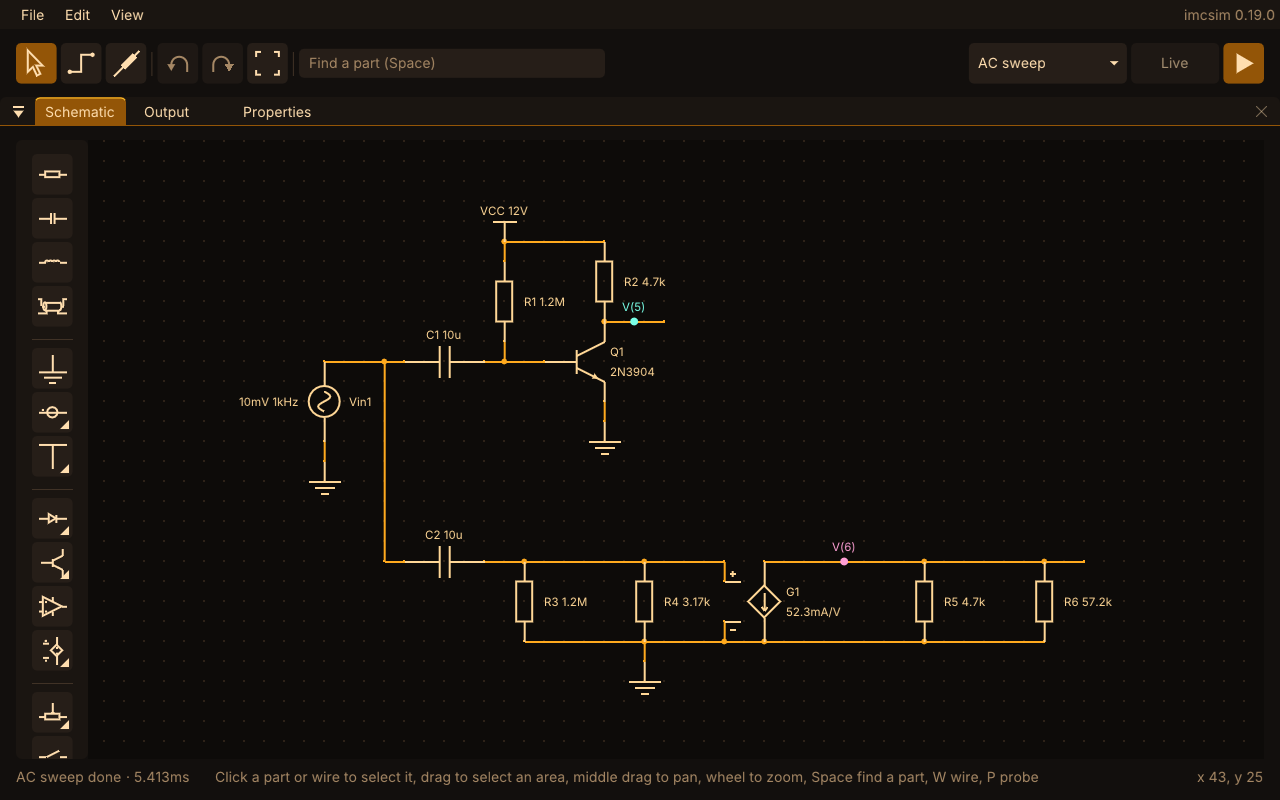 File Edit View imcsim 0.19.0
Find a part (Space) AC sweep Live
Schematic Output Properties
VCC 12V
R2 4.7k
R1 1.2M
V(5)
C1 10u
Q1
2N3904
10mV 1kHz Vin1
C2 10u
V(6)
G1
52.3mA/V
R3 1.2M R4 3.17k R5 4.7k R6 57.2k
AC sweep done · 5.413ms Click a part or wire to select it, drag to select an area, middle drag to pan, wheel to zoom, Space find a part, W wire, P probe x 43, y 25